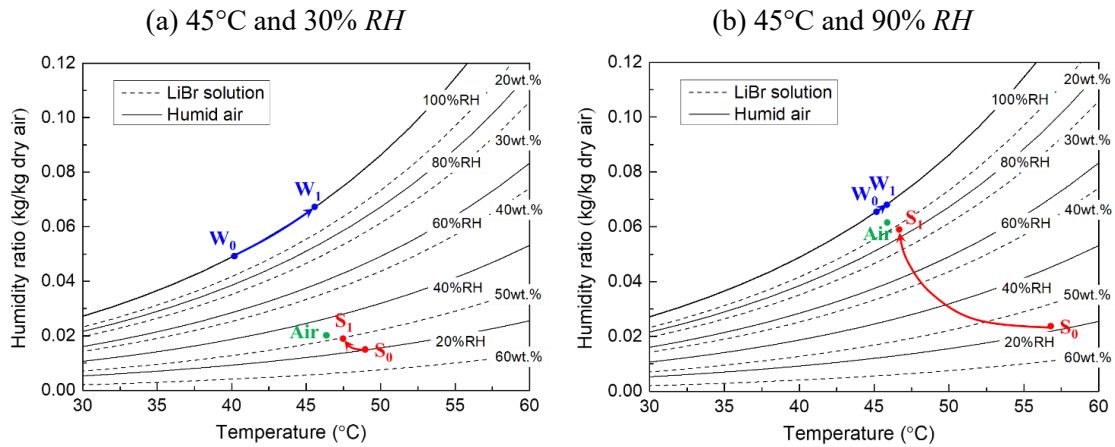 (a) 45°C and 30% RH
0.12
0.10
0.08
0.06
0.04
0.02
0.00
Humidity ratio (kg/kg dry air)
LiBr solution
Humid air
100%RH
20wt.%
80%RH
30wt.%
60%RH
40wt.%
40%RH
50wt.%
20%RH
60wt.%
W₁
W₀
Air
S₁
S₀
30 35 40 45 50 55 60
Temperature (°C)
(b) 45°C and 90% RH
0.12
0.10
0.08
0.06
0.04
0.02
0.00
Humidity ratio (kg/kg dry air)
LiBr solution
Humid air
100%RH
20wt.%
80%RH
30wt.%
60%RH
40wt.%
40%RH
50wt.%
20%RH
60wt.%
W₀ W₁
Air
S₁
S₀
30 35 40 45 50 55 60
Temperature (°C)